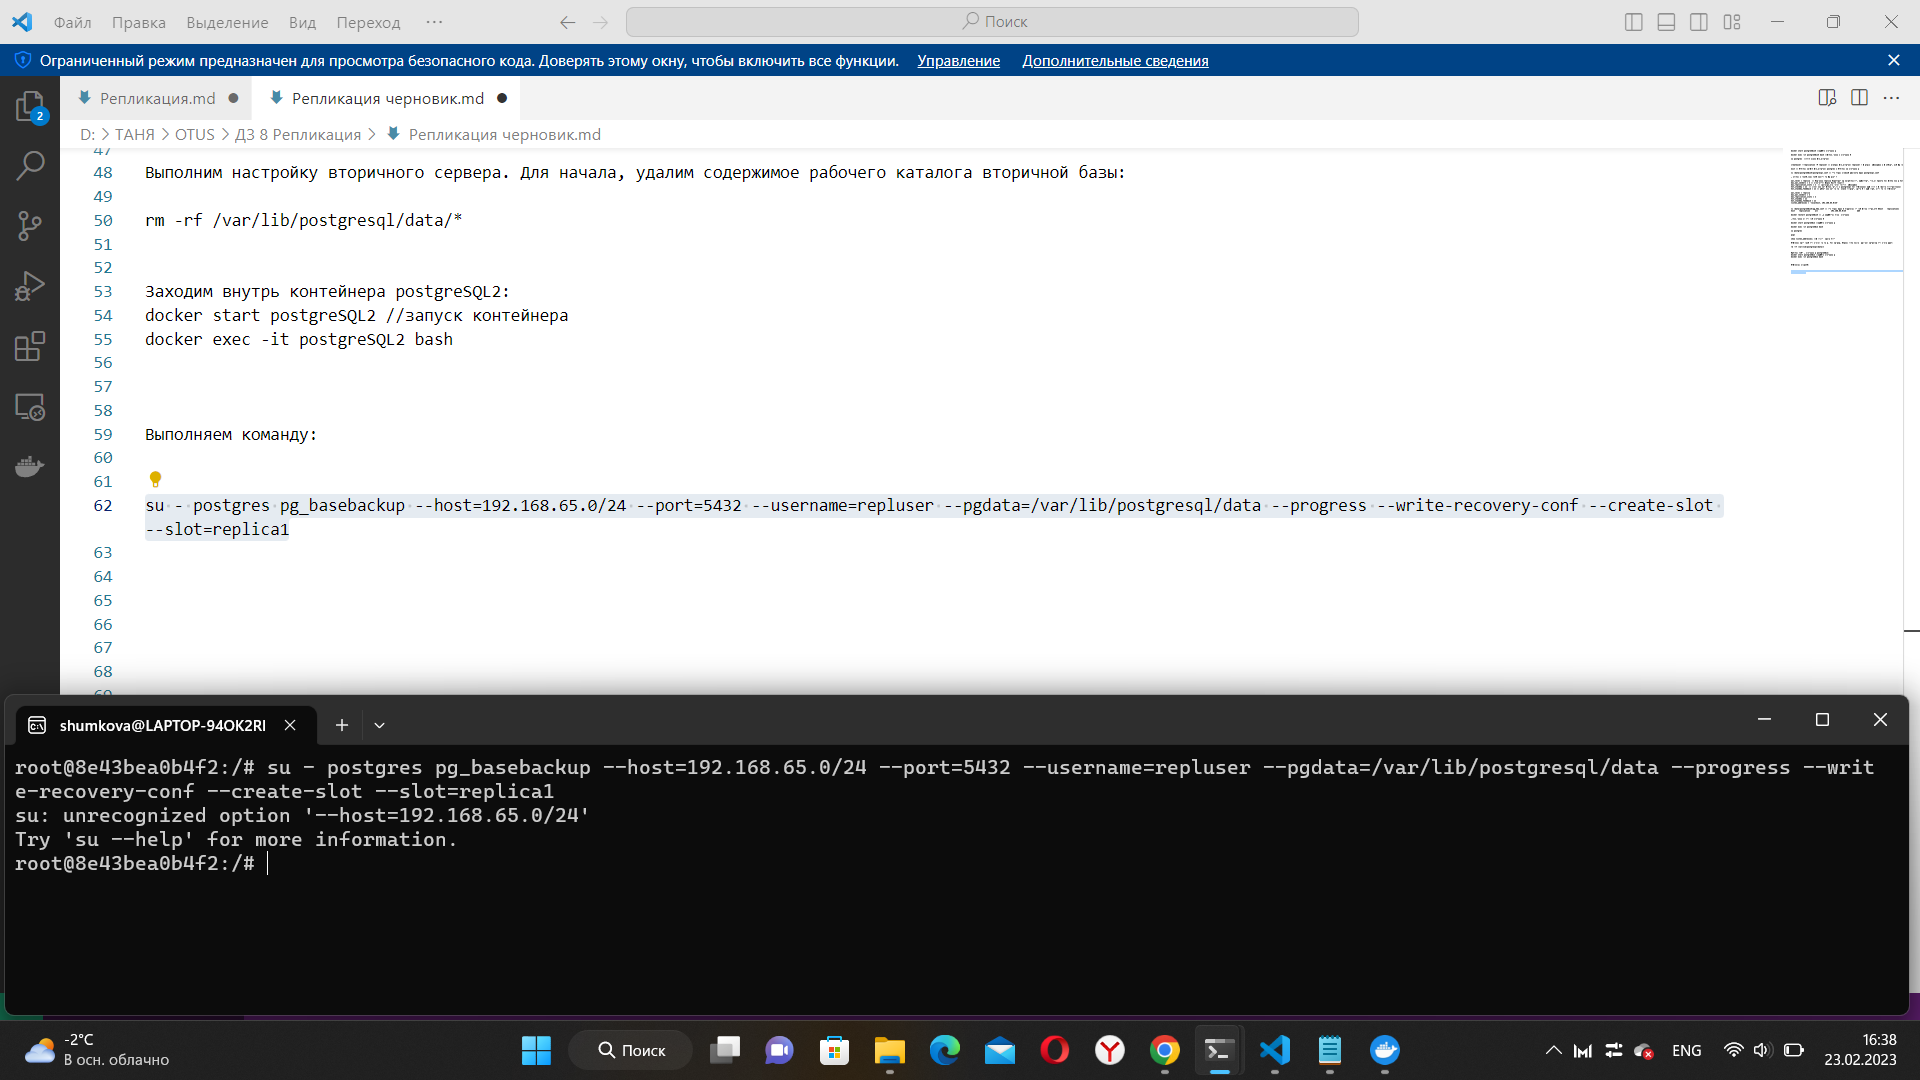 Файл Правка Выделение Вид Переход ··· Поиск
Ограниченный режим предназначен для просмотра безопасного кода. Доверять этому окну, чтобы включить все функции. Управление Дополнительные сведения
2
Репликация.md Репликация черновик.md
D: > ТАНЯ > OTUS > ДЗ 8 Репликация > Репликация черновик.md
47
48 Выполним настройку вторичного сервера. Для начала, удалим содержимое рабочего каталога вторичной базы:
49
50 rm -rf /var/lib/postgresql/data/*
51
52
53 Заходим внутрь контейнера postgreSQL2:
54 docker start postgreSQL2 //запуск контейнера
55 docker exec -it postgreSQL2 bash
56
57
58
59 Выполняем команду:
60
61
62 su - postgres pg_basebackup --host=192.168.65.0/24 --port=5432 --username=repluser --pgdata=/var/lib/postgresql/data --progress --write-recovery-conf --create-slot
--slot=replica1
63
64
65
66
67
68
69
shumkova@LAPTOP-94OK2RI
root@8e43bea0b4f2:/# su - postgres pg_basebackup --host=192.168.65.0/24 --port=5432 --username=repluser --pgdata=/var/lib/postgresql/data --progress --writ
e-recovery-conf --create-slot --slot=replica1
su: unrecognized option '--host=192.168.65.0/24'
Try 'su --help' for more information.
root@8e43bea0b4f2:/#
-2°C
В осн. облачно
Поиск
ENG
16:38
23.02.2023